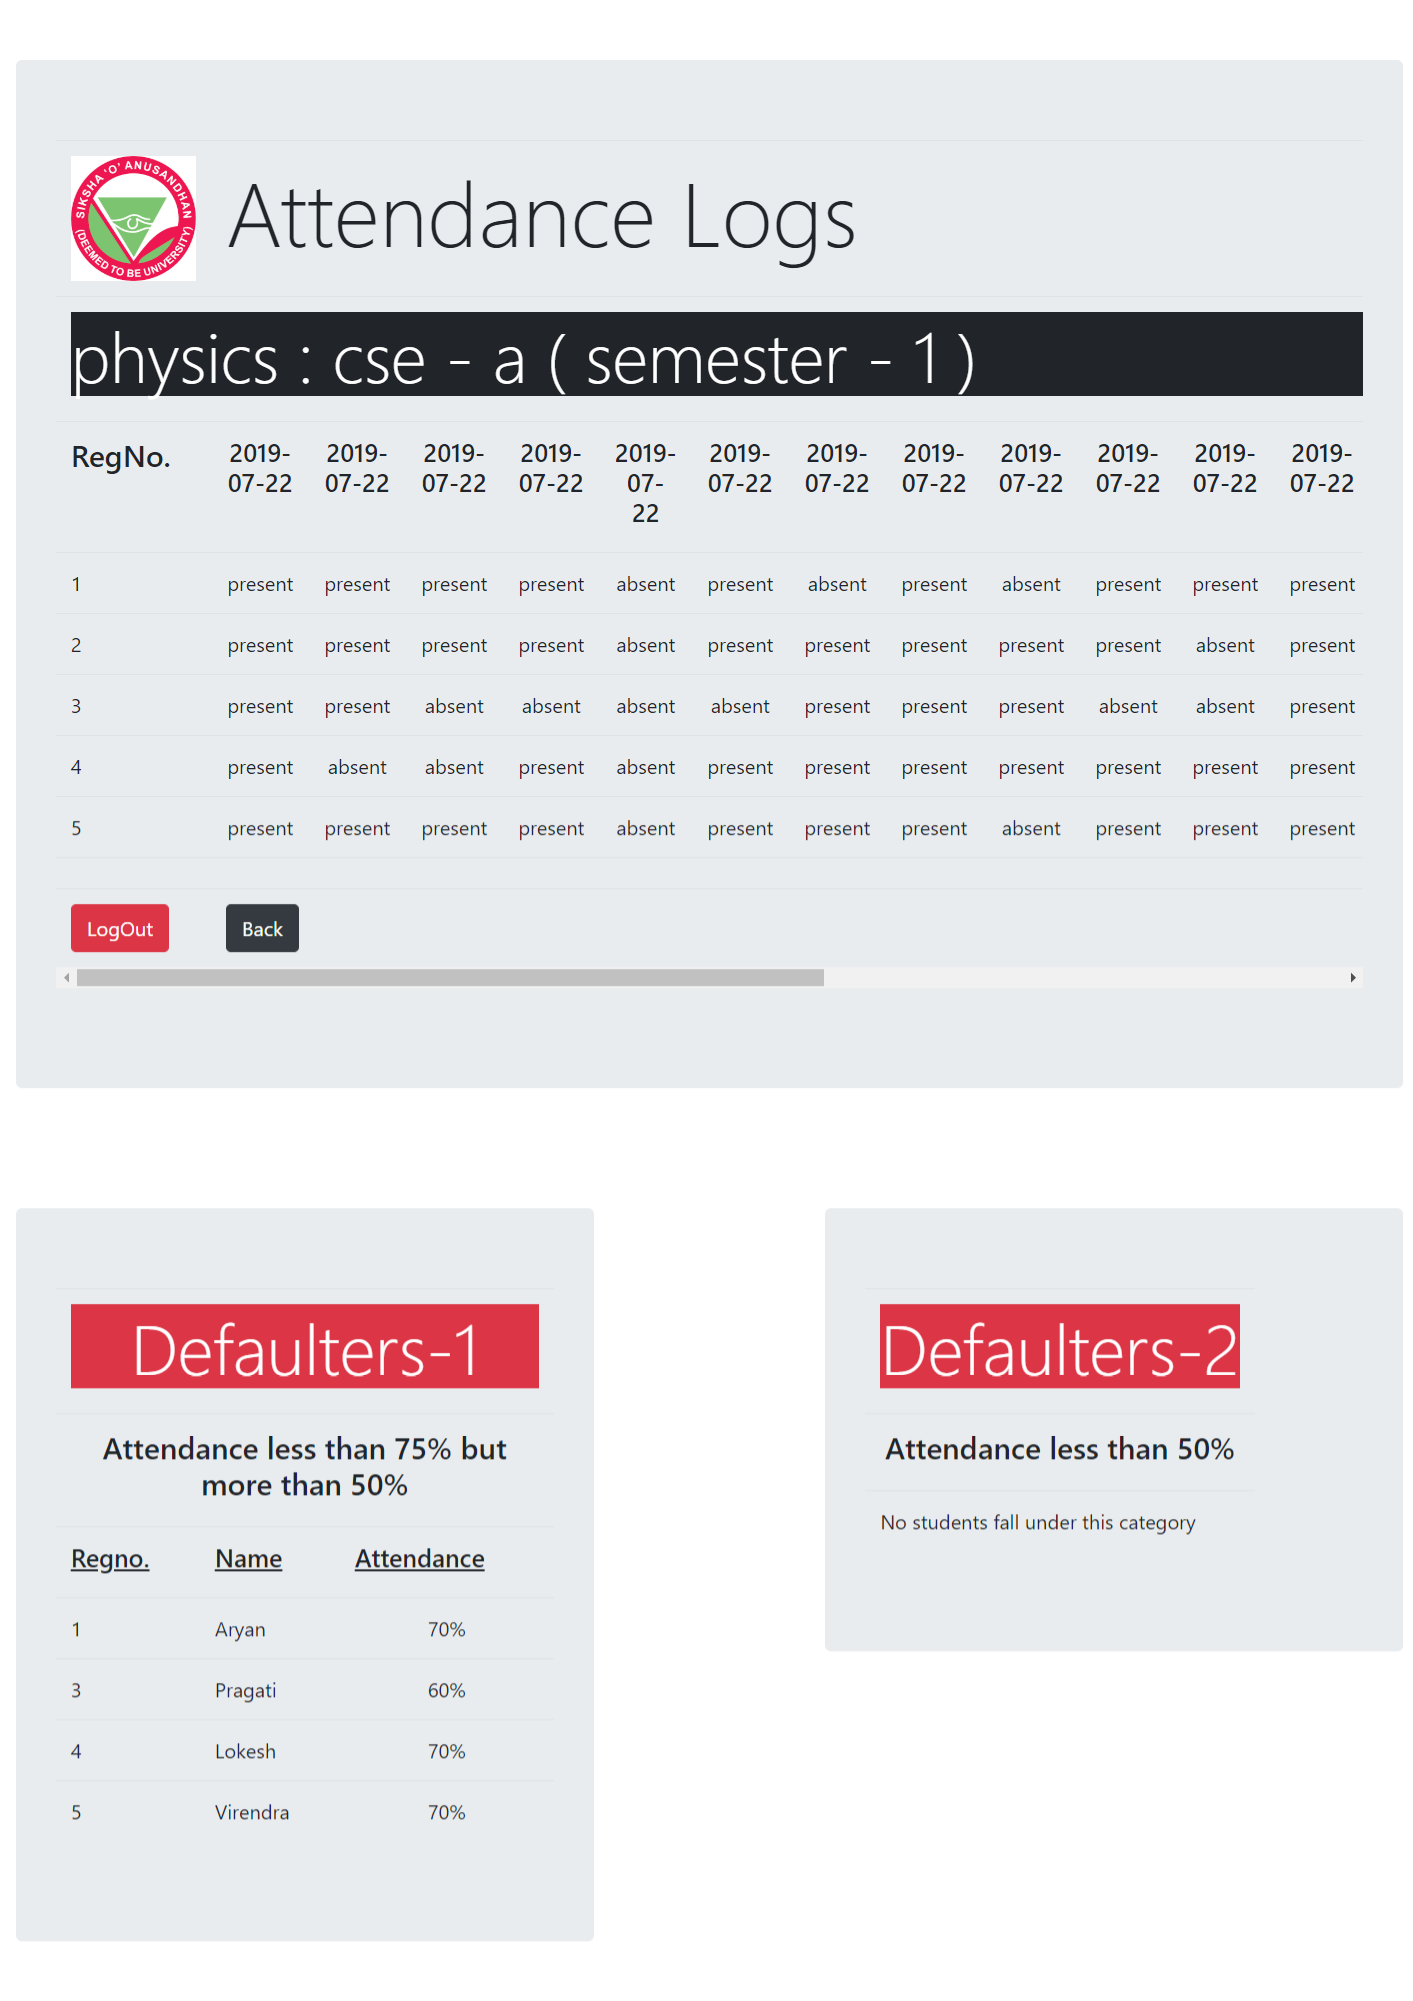 SIKSHA 'O' ANUSANDHAN
(DEEMED TO BE UNIVERSITY)
Attendance Logs
physics : cse - a ( semester - 1 )
RegNo. 2019-07-22 2019-07-22 2019-07-22 2019-07-22 2019-07-22 2019-07-22 2019-07-22 2019-07-22 2019-07-22 2019-07-22 2019-07-22 2019-07-22
1 present present present present absent present absent present absent present present present
2 present present present present absent present present present present present absent present
3 present present absent absent absent absent present present present absent absent present
4 present absent absent present absent present present present present present present present
5 present present present present absent present present present absent present present present
LogOut Back
Defaulters-1
Attendance less than 75% but
more than 50%
Regno. Name Attendance
1 Aryan 70%
3 Pragati 60%
4 Lokesh 70%
5 Virendra 70%
Defaulters-2
Attendance less than 50%
No students fall under this category